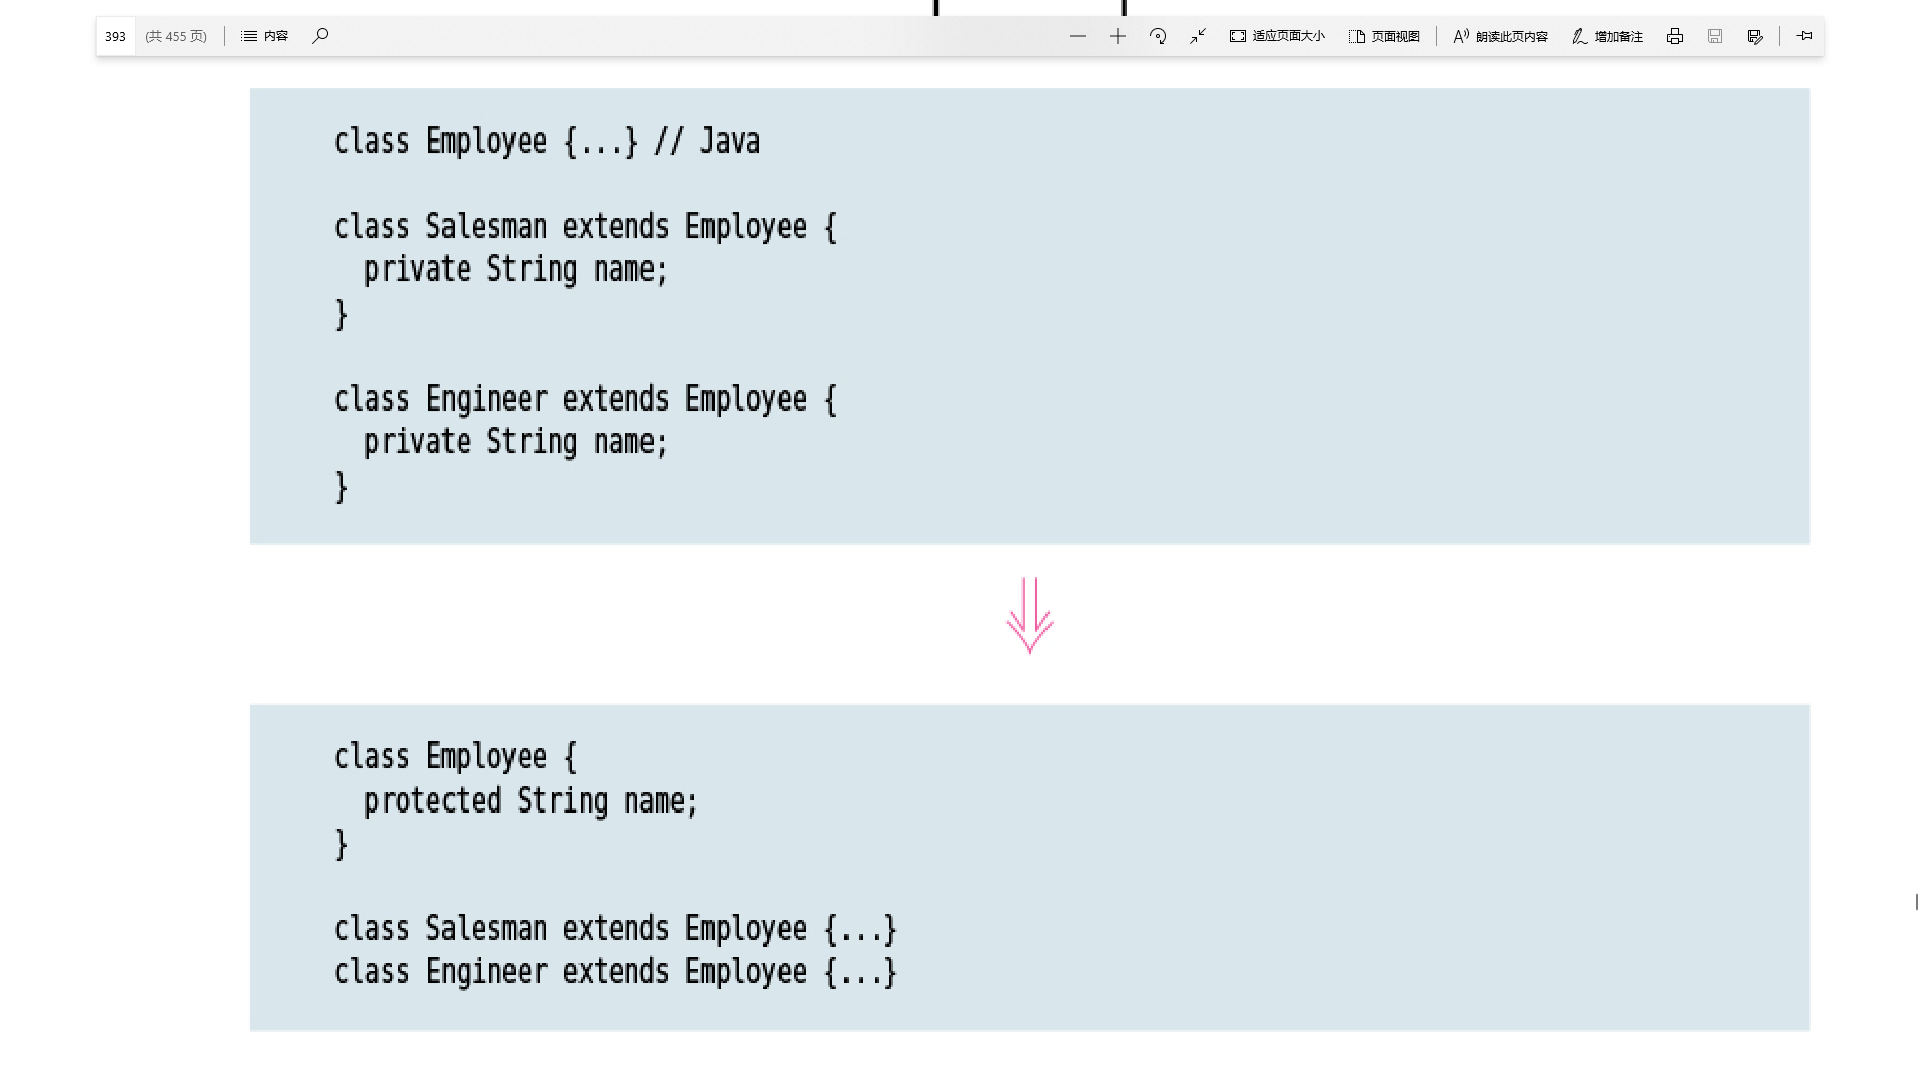 393 (共 455 页) 内容 适应页面大小 页面视图 朗读此页内容 增加备注
class Employee {...} // Java
class Salesman extends Employee {
private String name;
}
class Engineer extends Employee {
private String name;
}
class Employee {
protected String name;
}
class Salesman extends Employee {...}
class Engineer extends Employee {...}